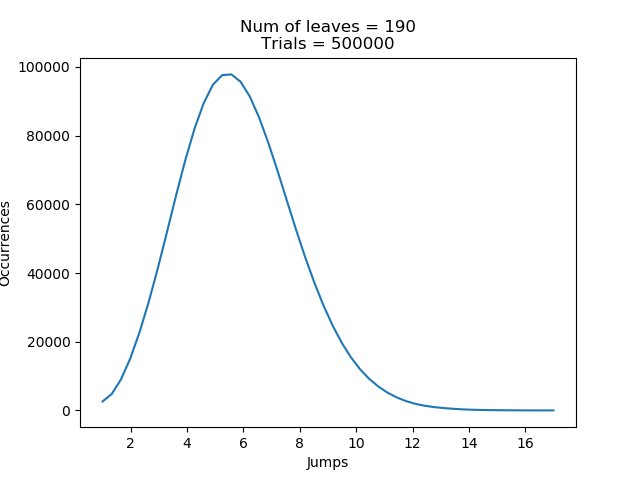 Num of leaves = 190
Trials = 500000
100000
80000
60000
40000
20000
0
Occurrences
2 4 6 8 10 12 14 16
Jumps